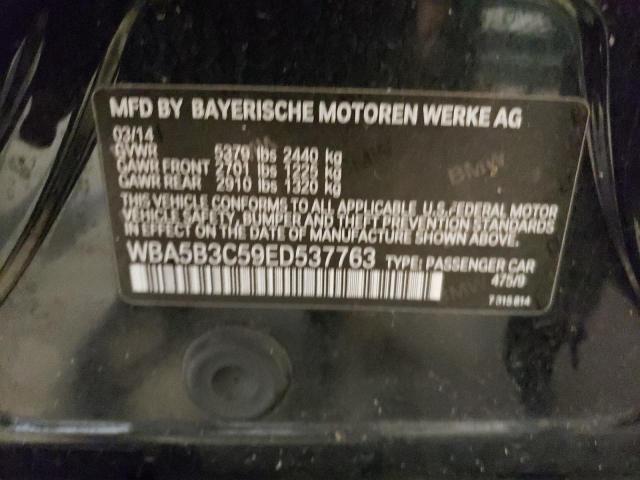 MFD BY BAYERISCHE MOTOREN WERKE AG
03/14
GVWR 5379 lbs 2440 kg
GAWR FRONT 2701 lbs 1225 kg
GAWR REAR 2910 lbs 1320 kg
THIS VEHICLE CONFORMS TO ALL APPLICABLE U.S. FEDERAL MOTOR
VEHICLE SAFETY, BUMPER AND THEFT PREVENTION STANDARDS
IN EFFECT ON THE DATE OF MANUFACTURE SHOWN ABOVE.
WBA5B3C59ED537763 TYPE: PASSENGER CAR
475/9
7 315 814